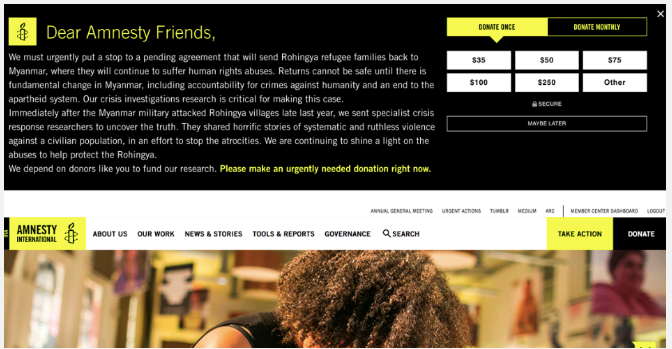 Dear Amnesty Friends,
We must urgently put a stop to a pending agreement that will send Rohingya refugee families back to
Myanmar, where they will continue to suffer human rights abuses. Returns cannot be safe until there is
fundamental change in Myanmar, including accountability for crimes against humanity and an end to the
apartheid system. Our crisis investigations research is critical for making this case.
Immediately after the Myanmar military attacked Rohingya villages late last year, we sent specialist crisis
response researchers to uncover the truth. They shared horrific stories of systematic and ruthless violence
against a civilian population, in an effort to stop the atrocities. We are continuing to shine a light on the
abuses to help protect the Rohingya.
We depend on donors like you to fund our research. Please make an urgently needed donation right now.
DONATE ONCE DONATE MONTHLY
$35 $50 $75
$100 $250 Other
SECURE
MAYBE LATER
ANNUAL GENERAL MEETING URGENT ACTIONS TUMBLR MEDIUM ARC MEMBER CENTER DASHBOARD LOGOUT
AMNESTY
INTERNATIONAL
ABOUT US OUR WORK NEWS & STORIES TOOLS & REPORTS GOVERNANCE SEARCH TAKE ACTION DONATE